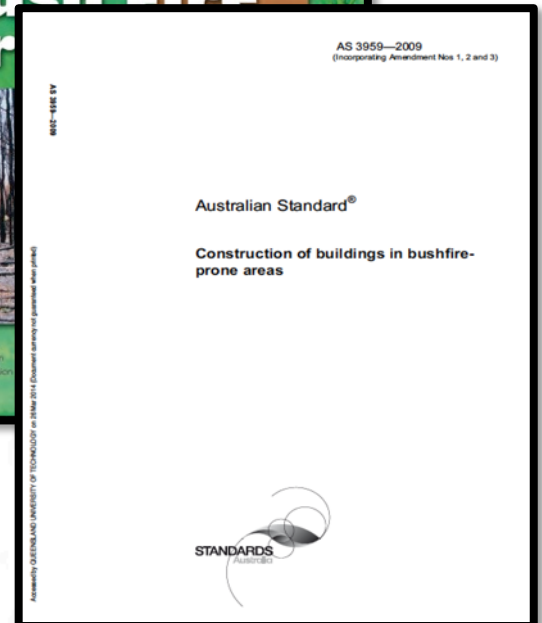 AS 3959—2009
(Incorporating Amendment Nos 1, 2 and 3)
AS 3959—2009
Australian Standard®
Construction of buildings in bushfire-
prone areas
Accessed by QUEENSLAND UNIVERSITY OF TECHNOLOGY on 26 Mar 2014 (Document currency not guaranteed when printed)
STANDARDS
Australia